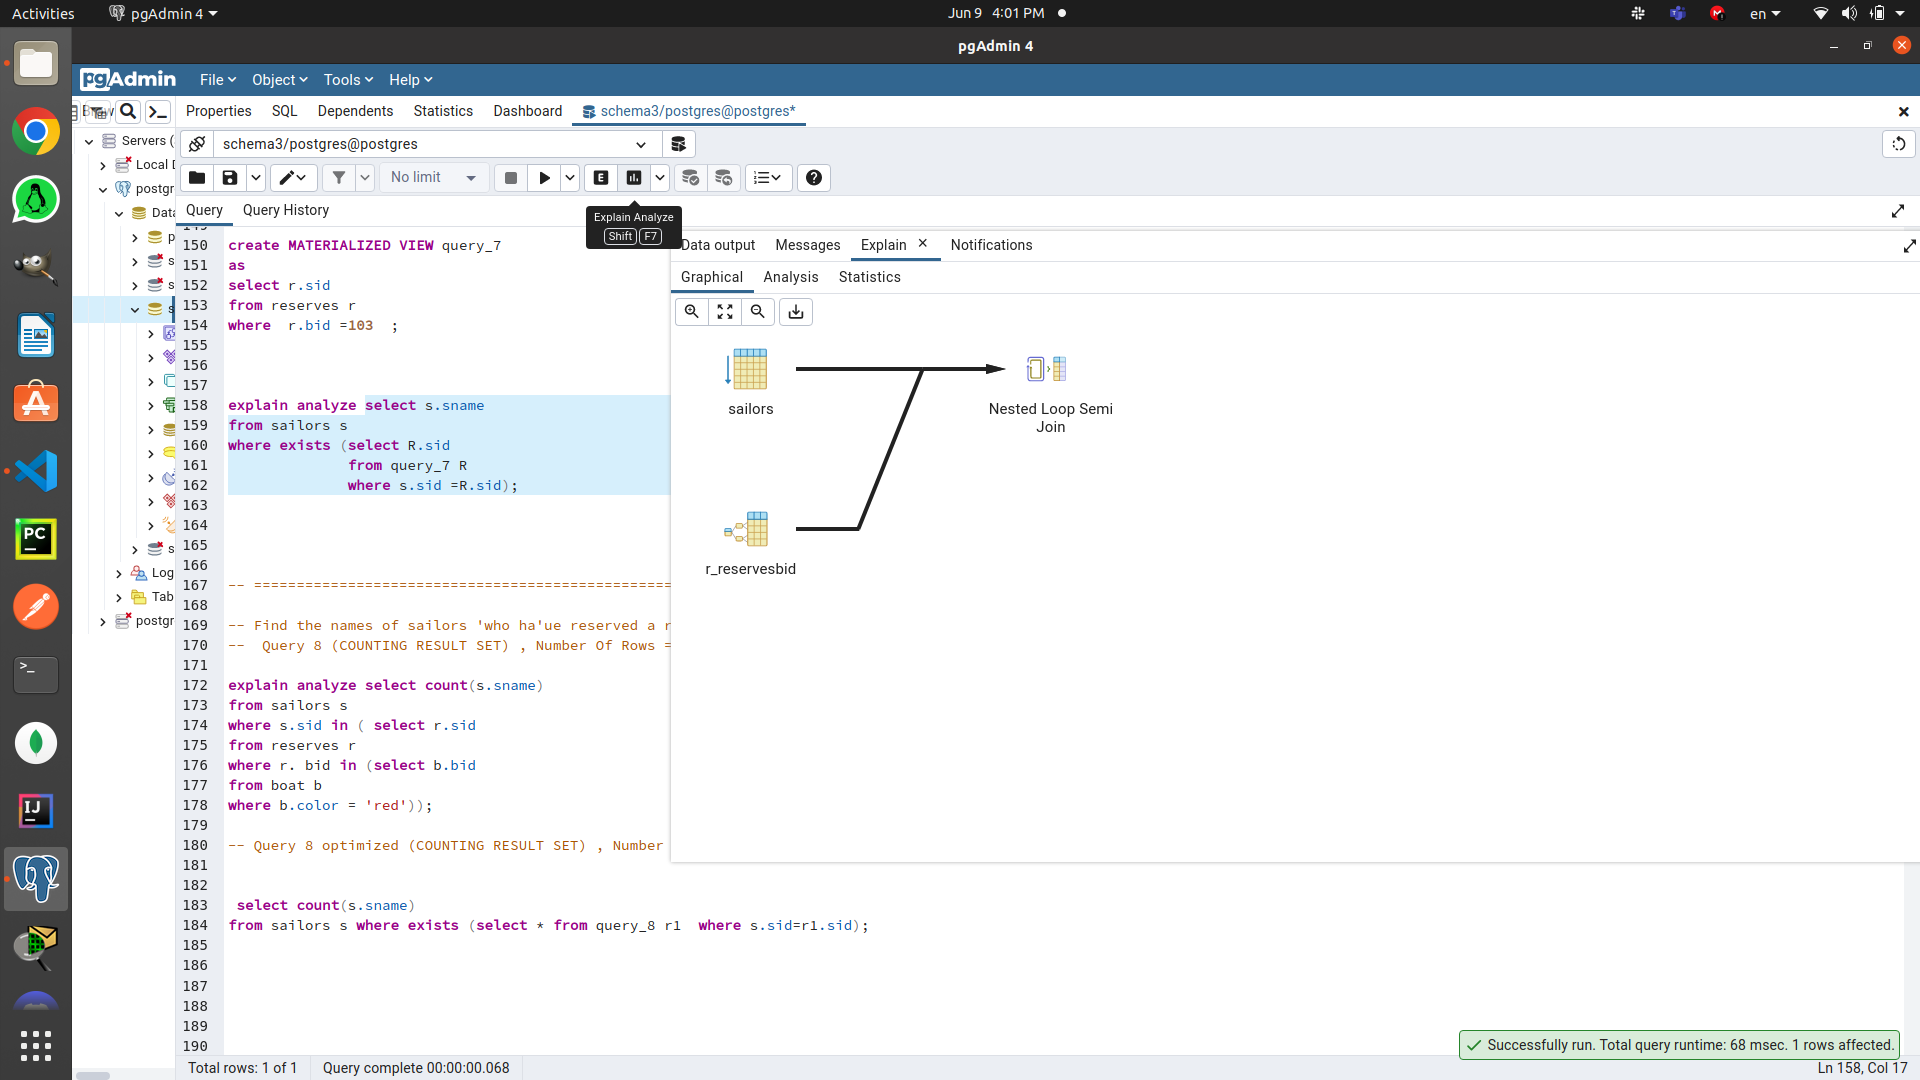 Activities
pgAdmin 4
Jun 9 4:01 PM
en
pgAdmin 4
pgAdmin
File
Object
Tools
Help
Properties
SQL
Dependents
Statistics
Dashboard
schema3/postgres@postgres*
schema3/postgres@postgres
No limit
E
Query
Query History
Explain Analyze
Shift F7
Servers (
Local D
postgr
Data
p
s
s
s
s
Log
Tab
postgr
Data output
Messages
Explain
Notifications
Graphical
Analysis
Statistics
sailors
Nested Loop Semi
Join
r_reservesbid
149
150 create MATERIALIZED VIEW query_7
151 as
152 select r.sid
153 from reserves r
154 where  r.bid =103  ;
155
156
157
158 explain analyze select s.sname
159 from sailors s
160 where exists (select R.sid
161 from query_7 R
162 where s.sid =R.sid);
163
164
165
166
167 -- =================================================
168
169 -- Find the names of sailors 'who ha'ue reserved a r
170 --  Query 8 (COUNTING RESULT SET) , Number Of Rows =
171
172 explain analyze select count(s.sname)
173 from sailors s
174 where s.sid in ( select r.sid
175 from reserves r
176 where r. bid in (select b.bid
177 from boat b
178 where b.color = 'red'));
179
180 -- Query 8 optimized (COUNTING RESULT SET) , Number
181
182
183 select count(s.sname)
184 from sailors s where exists (select * from query_8 r1  where s.sid=r1.sid);
185
186
187
188
189
190
Successfully run. Total query runtime: 68 msec. 1 rows affected.
Total rows: 1 of 1
Query complete 00:00:00.068
Ln 158, Col 17
PC
IJ
>_